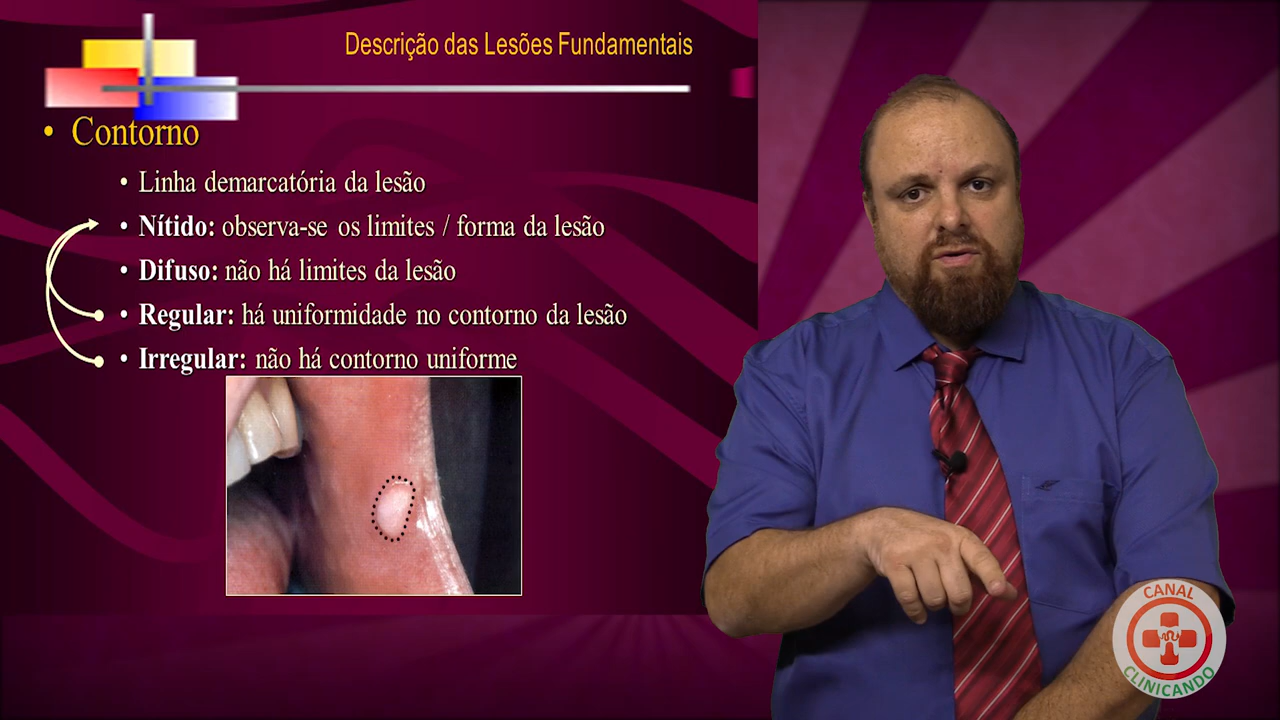 Descrição das Lesões Fundamentais
• Contorno
• Linha demarcatória da lesão
• Nítido: observa-se os limites / forma da lesão
• Difuso: não há limites da lesão
• Regular: há uniformidade no contorno da lesão
• Irregular: não há contorno uniforme
CANAL
CLINICANDO